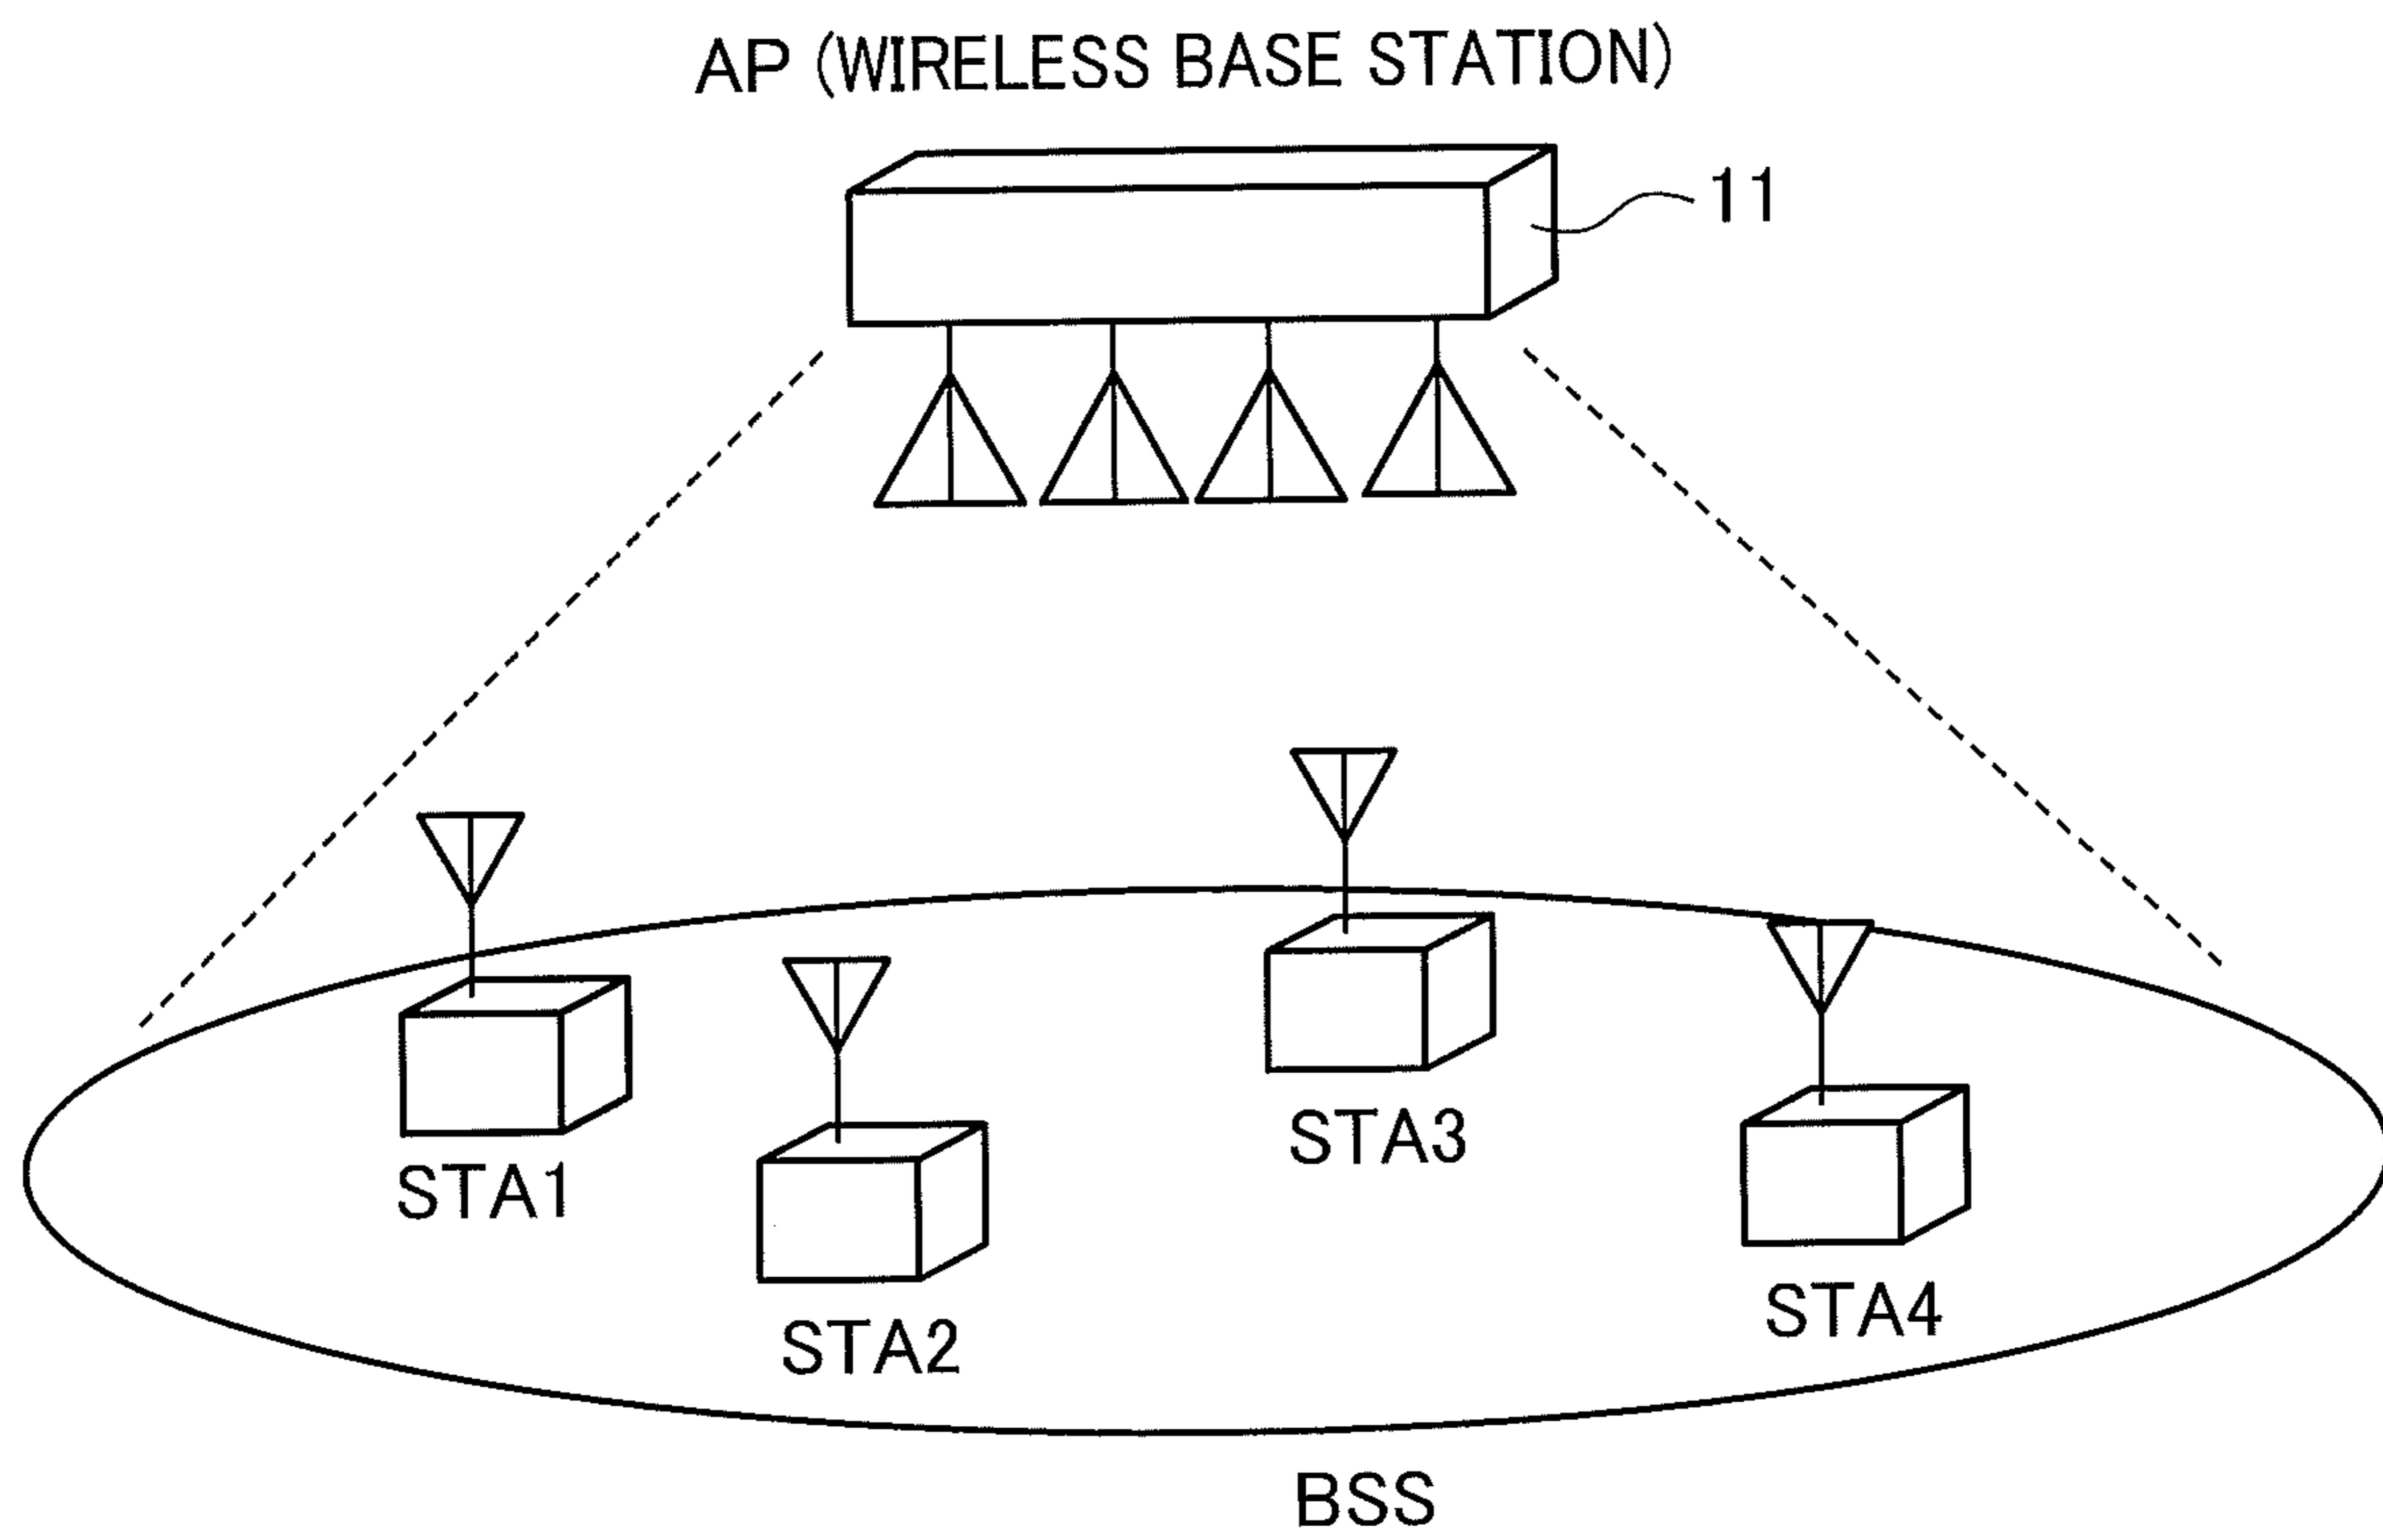 AP (WIRELESS BASE STATION)
11
STA1
STA2
STA3
STA4
BSS